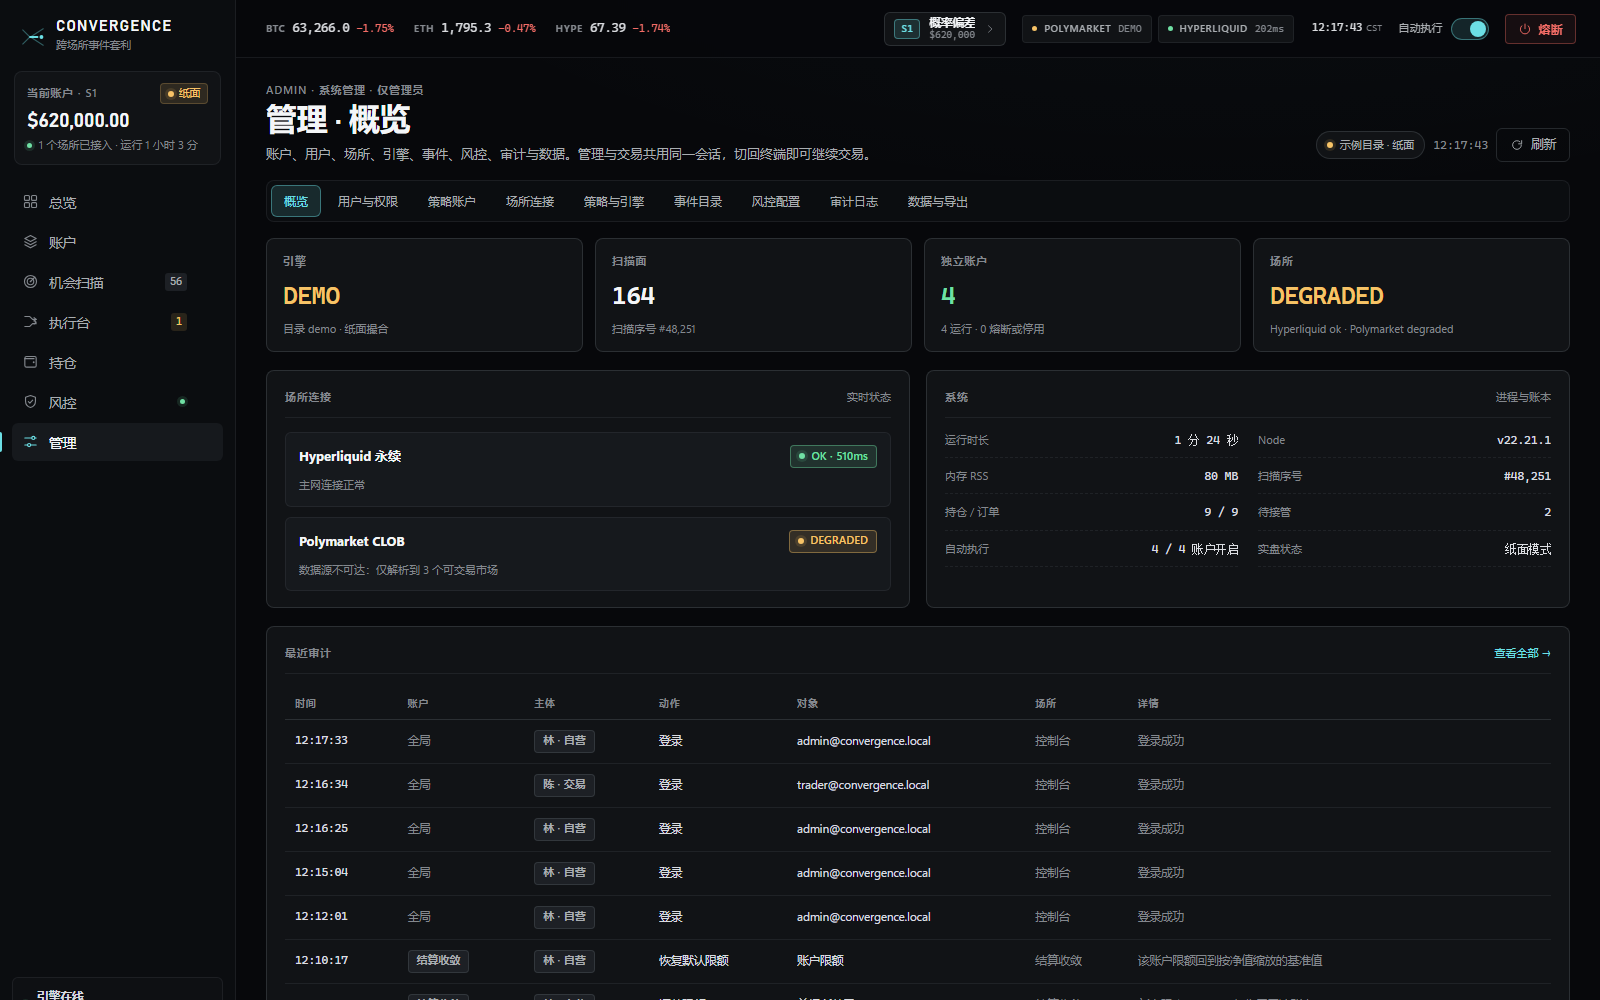 CONVERGENCE
跨场所事件套利
BTC 63,266.0 -1.75% ETH 1,795.3 -0.47% HYPE 67.39 -1.74%
S1 概率偏差 $620,000
POLYMARKET DEMO
HYPERLIQUID 202ms
12:17:43 CST
自动执行
熔断
当前账户 · S1 纸面
$620,000.00
1 个场所已接入 · 运行 1 小时 3 分
总览
账户
机会扫描 56
执行台 1
持仓
风控
管理
引擎在线
ADMIN · 系统管理 · 仅管理员
管理 · 概览
账户、用户、场所、引擎、事件、风控、审计与数据。管理与交易共用同一会话，切回终端即可继续交易。
示例目录 · 纸面 12:17:43 刷新
概览 用户与权限 策略账户 场所连接 策略与引擎 事件目录 风控配置 审计日志 数据与导出
引擎
DEMO
目录 demo · 纸面撮合
扫描面
164
扫描序号 #48,251
独立账户
4
4 运行 · 0 熔断或停用
场所
DEGRADED
Hyperliquid ok · Polymarket degraded
场所连接 实时状态
Hyperliquid 永续 OK · 510ms
主网连接正常
Polymarket CLOB DEGRADED
数据源不可达：仅解析到 3 个可交易市场
系统 进程与账本
运行时长 1 分 24 秒 Node v22.21.1
内存 RSS 80 MB 扫描序号 #48,251
持仓 / 订单 9 / 9 待接管 2
自动执行 4 / 4 账户开启 实盘状态 纸面模式
最近审计 查看全部 →
时间 账户 主体 动作 对象 场所 详情
12:17:33 全局 林 · 自营 登录 admin@convergence.local 控制台 登录成功
12:16:34 全局 陈 · 交易 登录 trader@convergence.local 控制台 登录成功
12:16:25 全局 林 · 自营 登录 admin@convergence.local 控制台 登录成功
12:15:04 全局 林 · 自营 登录 admin@convergence.local 控制台 登录成功
12:12:01 全局 林 · 自营 登录 admin@convergence.local 控制台 登录成功
12:10:17 结算收敛 林 · 自营 恢复默认限额 账户限额 结算收敛 该账户限额回到按净值缩放的基准值